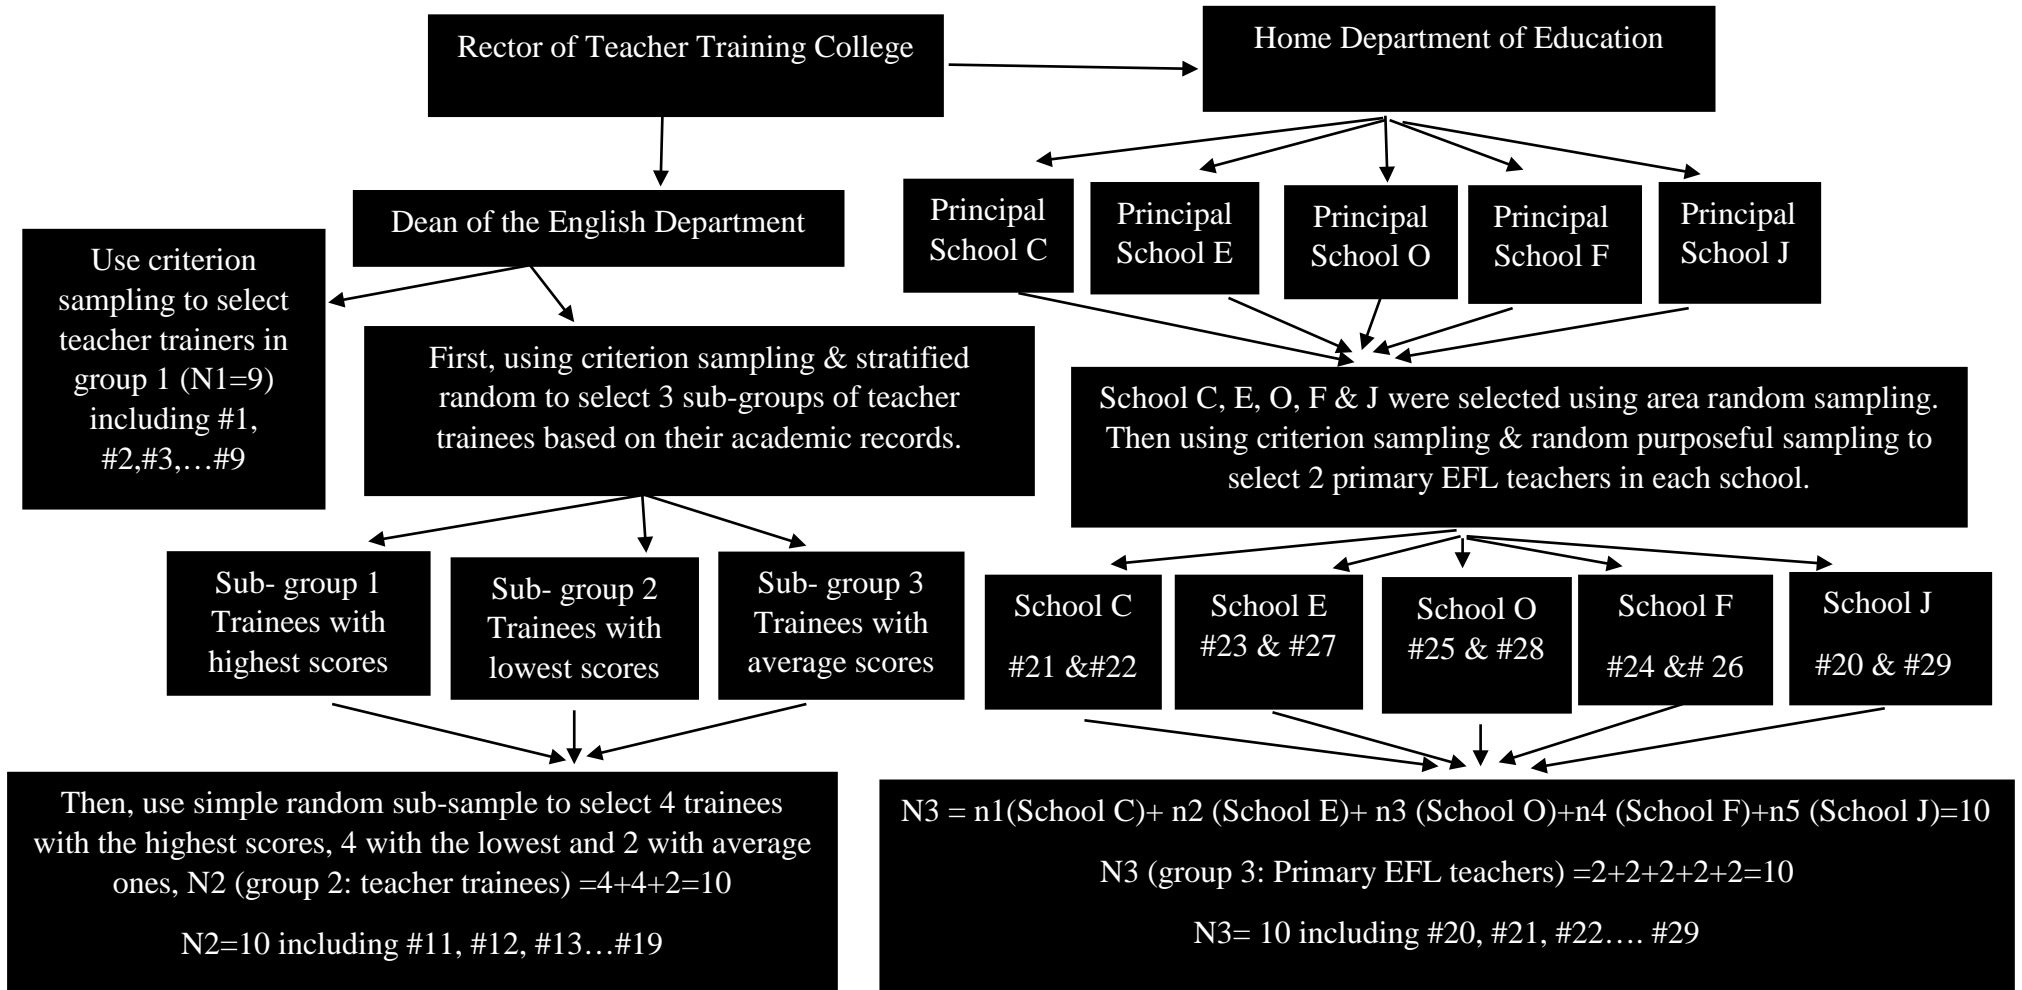 Rector of Teacher Training College
Home Department of Education
Dean of the English Department
Principal
School C
Principal
School E
Principal
School O
Principal
School F
Principal
School J
Use criterion
sampling to select
teacher trainers in
group 1 (N1=9)
including #1,
#2,#3,…#9
First, using criterion sampling & stratified
random to select 3 sub-groups of teacher
trainees based on their academic records.
School C, E, O, F & J were selected using area random sampling.
Then using criterion sampling & random purposeful sampling to
select 2 primary EFL teachers in each school.
Sub- group 1
Trainees with
highest scores
Sub- group 2
Trainees with
lowest scores
Sub- group 3
Trainees with
average scores
School C
#21 &#22
School E
#23 & #27
School O
#25 & #28
School F
#24 &# 26
School J
#20 & #29
Then, use simple random sub-sample to select 4 trainees
with the highest scores, 4 with the lowest and 2 with average
ones, N2 (group 2: teacher trainees) =4+4+2=10
N2=10 including #11, #12, #13…#19
N3 = n1(School C)+ n2 (School E)+ n3 (School O)+n4 (School F)+n5 (School J)=10
N3 (group 3: Primary EFL teachers) =2+2+2+2+2=10
N3= 10 including #20, #21, #22…. #29